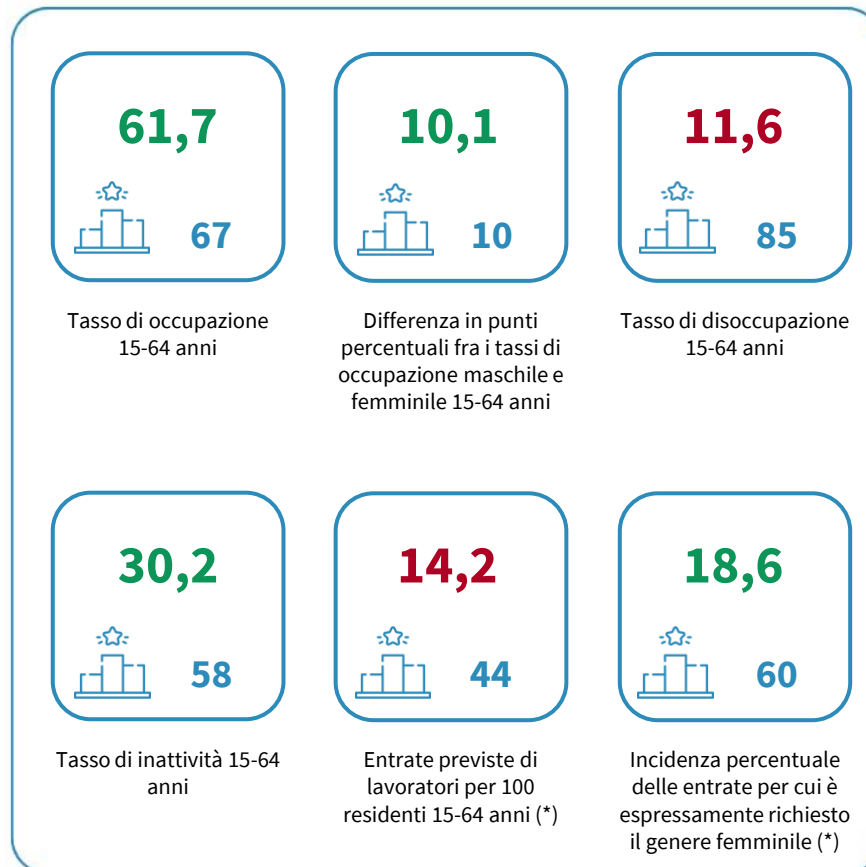 61,7
67
Tasso di occupazione
15-64 anni
10,1
10
Differenza in punti
percentuali fra i tassi di
occupazione maschile e
femminile 15-64 anni
11,6
85
Tasso di disoccupazione
15-64 anni
30,2
58
Tasso di inattività 15-64
anni
14,2
44
Entrate previste di
lavoratori per 100
residenti 15-64 anni (*)
18,6
60
Incidenza percentuale
delle entrate per cui è
espressamente richiesto
il genere femminile (*)